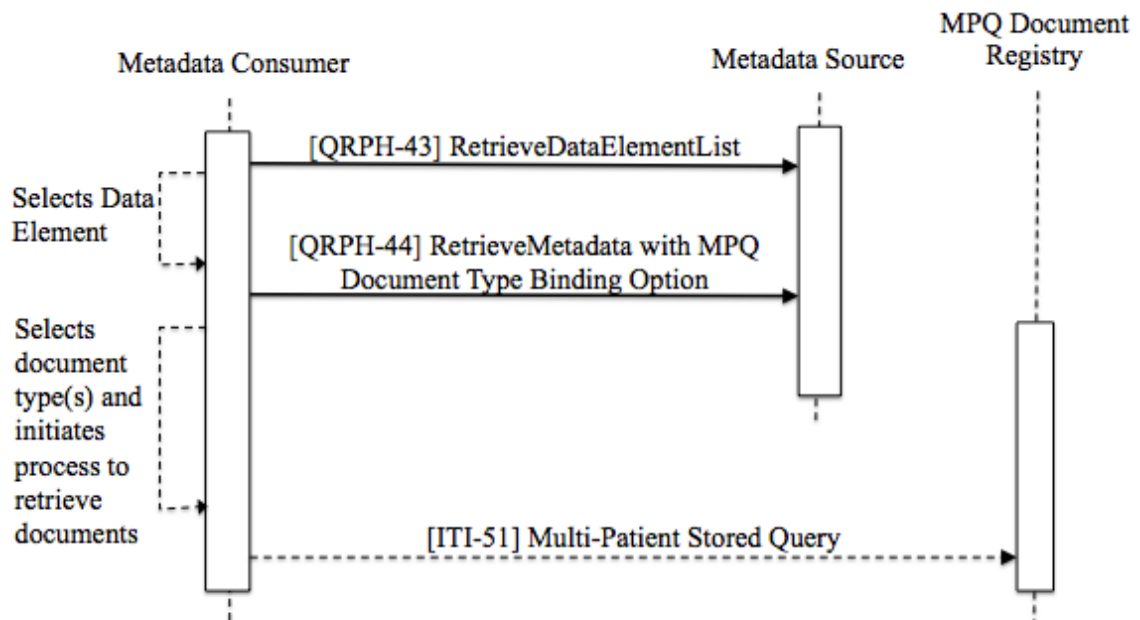 MPQ Document
Registry
Metadata Consumer
Metadata Source
[QRPH-43] RetrieveDataElementList
Selects Data
Element
[QRPH-44] RetrieveMetadata with MPQ
Document Type Binding Option
Selects
document
type(s) and
initiates
process to
retrieve
documents
[ITI-51] Multi-Patient Stored Query